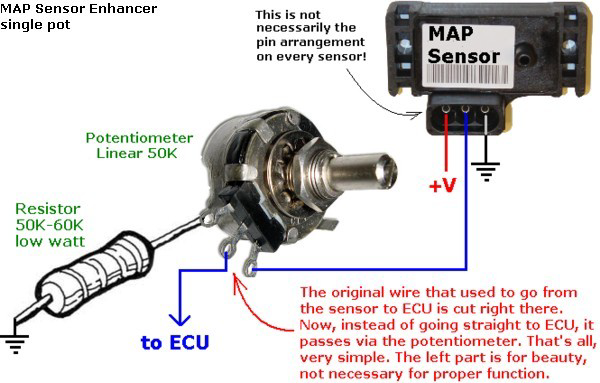 MAP Sensor Enhancer
single pot
This is not
necessarily the
pin arrangement
on every sensor!
MAP
Sensor
Potentiometer
Linear 50K
+V
Resistor
50K-60K
low watt
to ECU
The original wire that used to go from
the sensor to ECU is cut right there.
Now, instead of going straight to ECU, it
passes via the potentiometer. That's all,
very simple. The left part is for beauty,
not necessary for proper function.